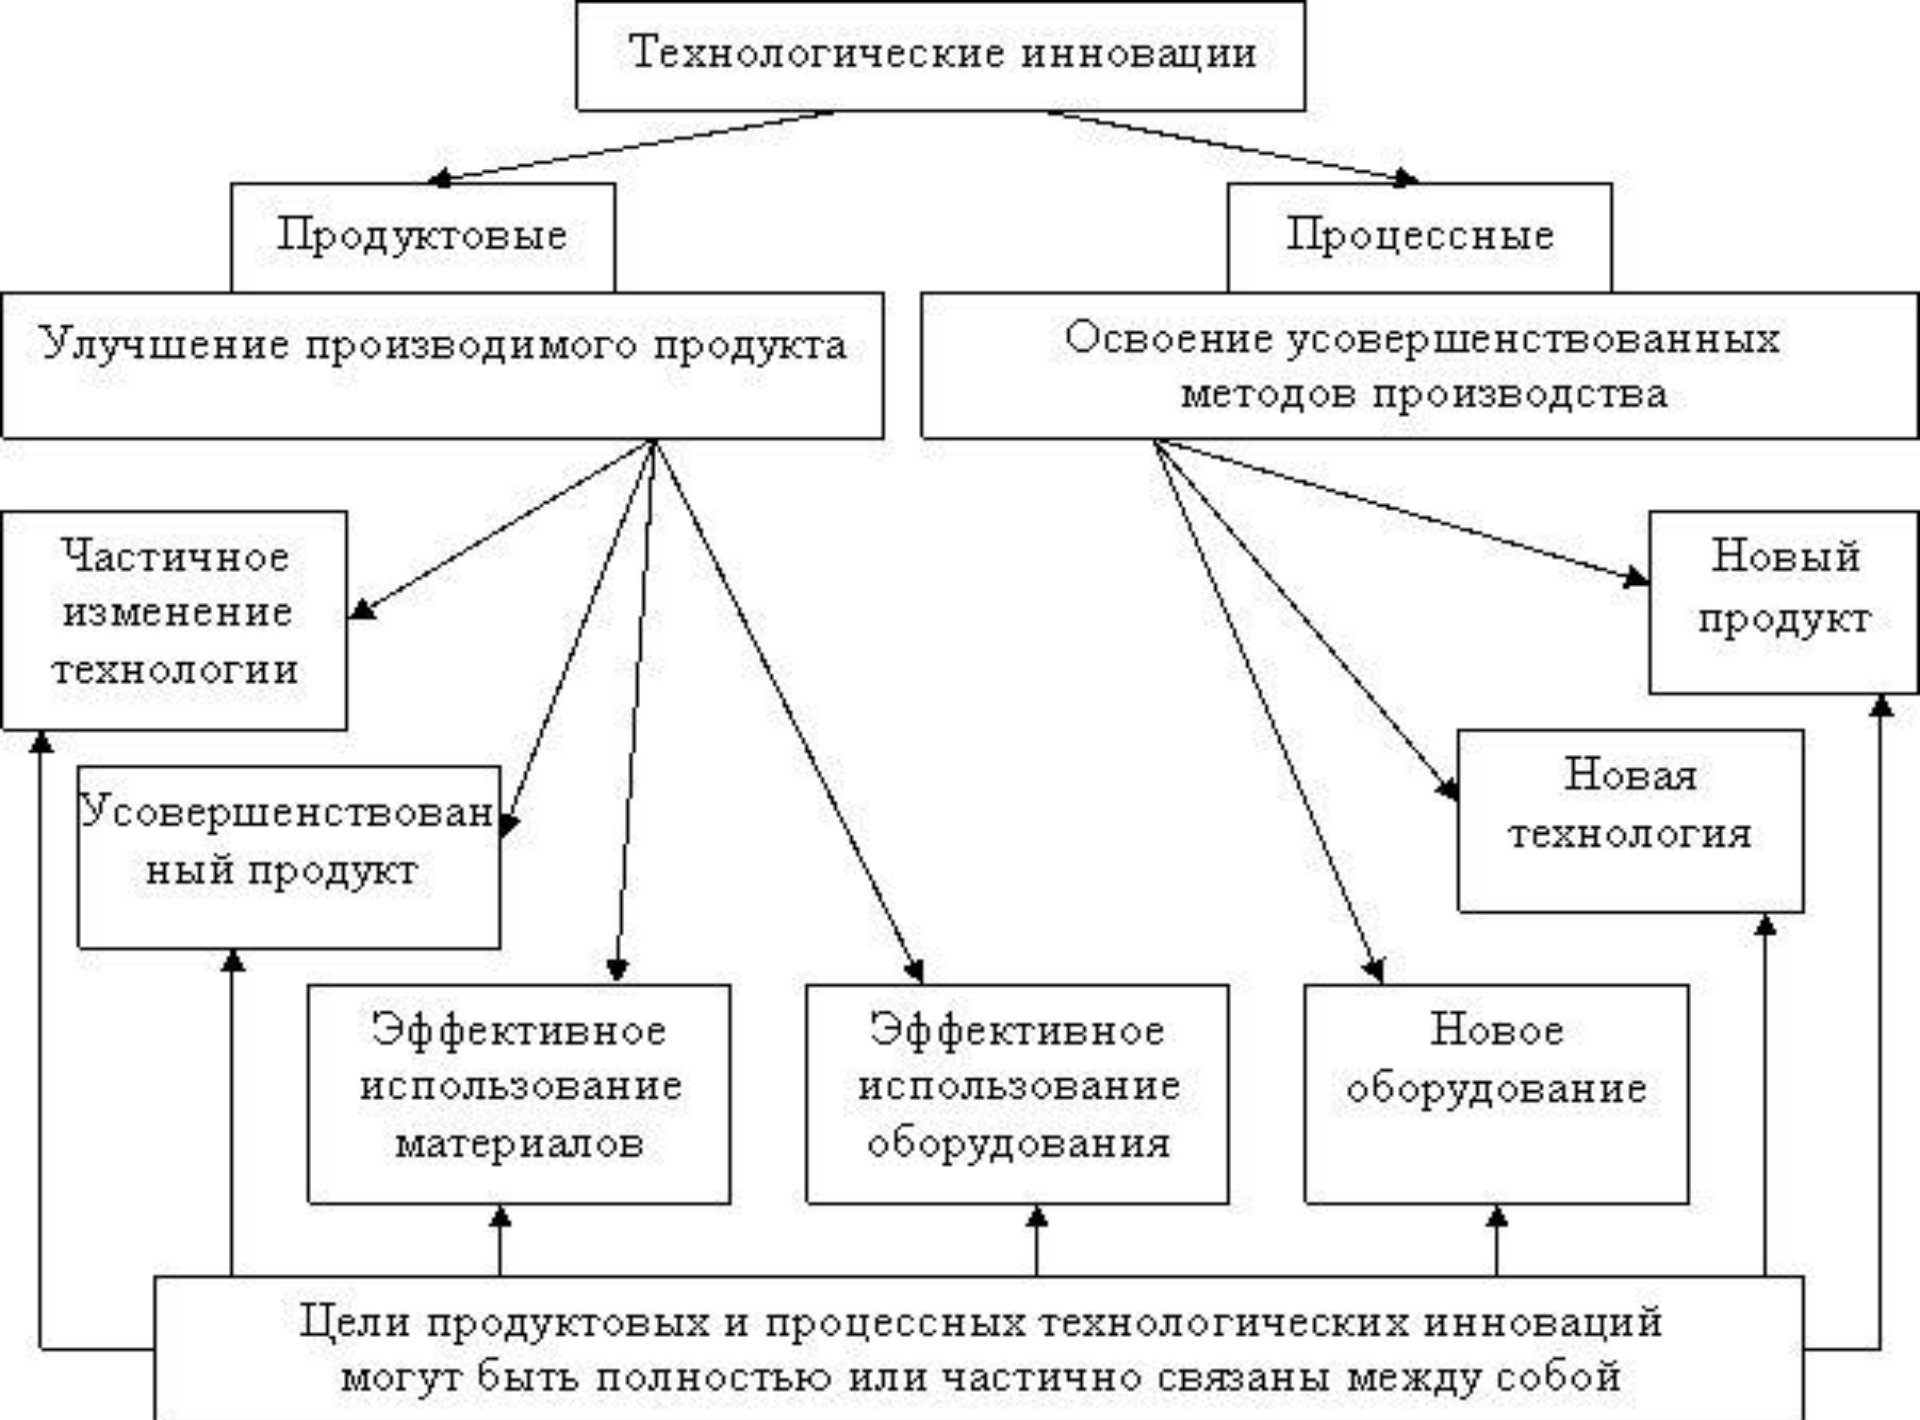 Технологические инновации
Продуктовые
Процессные
Улучшение производимого продукта
Освоение усовершенствованных
методов производства
Частичное
изменение
технологии
Новый
продукт
Усовершенствован
ный продукт
Новая
технология
Эффективное
использование
материалов
Эффективное
использование
оборудования
Новое
оборудование
Цели продуктовых и процессных технологических инноваций
могут быть полностью или частично связаны между собой